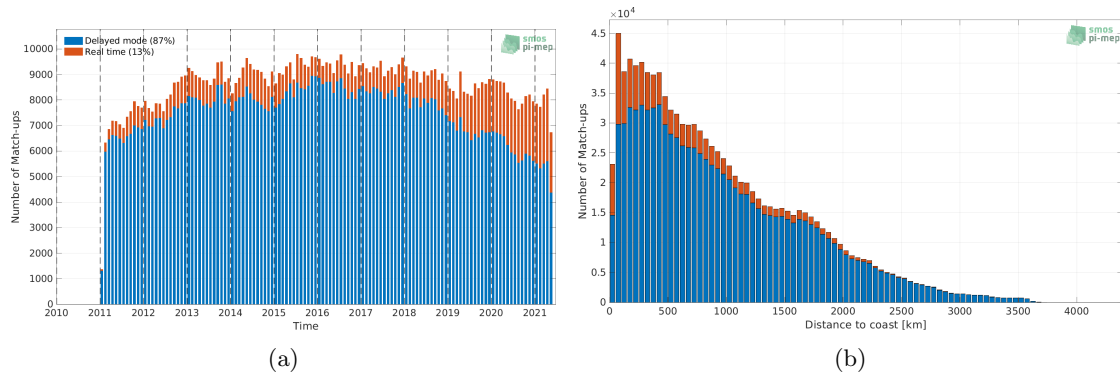 Delayed mode (87%)
Real time (13%)
smos
pi-mep
10000
9000
8000
7000
6000
5000
4000
3000
2000
1000
0
Number of Match-ups
2010 2011 2012 2013 2014 2015 2016 2017 2018 2019 2020 2021
Time
(a)
×10⁴
smos
pi-mep
4.5
4
3.5
3
2.5
2
1.5
1
0.5
0
Number of Match-ups
0 500 1000 1500 2000 2500 3000 3500 4000
Distance to coast [km]
(b)